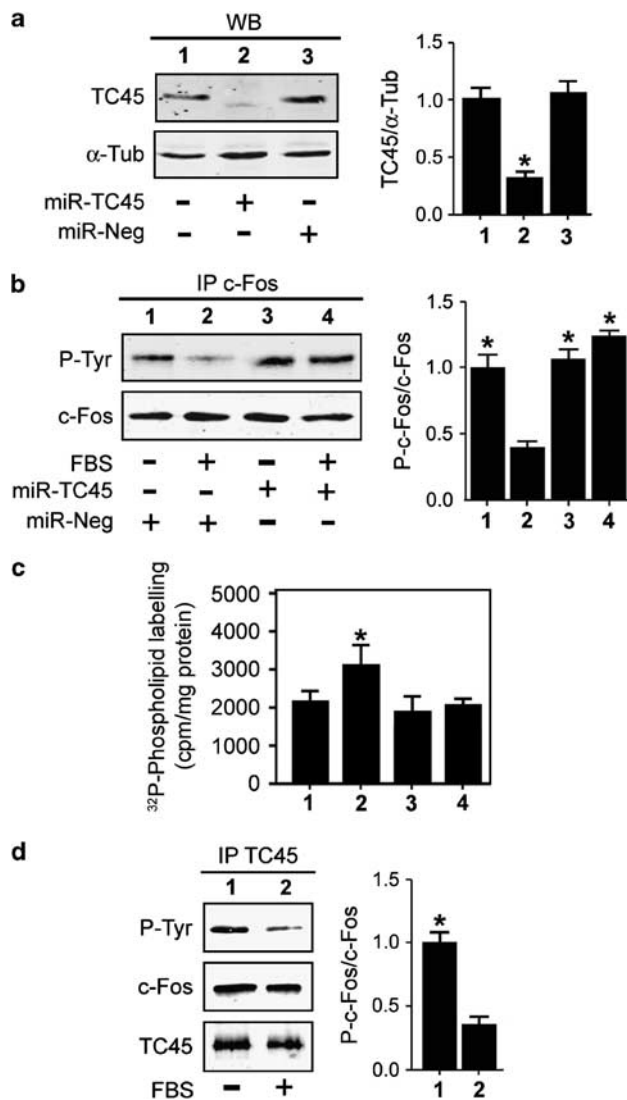 a
WB
1 2 3
TC45
α-Tub
miR-TC45 - + -
miR-Neg - - +
TC45/α-Tub
1.5
1.0
0.5
0.0
*
1 2 3
b
IP c-Fos
1 2 3 4
P-Tyr
c-Fos
FBS - + - +
miR-TC45 - - + +
miR-Neg + + - -
P-c-Fos/c-Fos
1.5
1.0
0.5
0.0
* * *
1 2 3 4
c
32P-Phospholipid labelling
(cpm/mg protein)
5000
4000
3000
2000
1000
0
*
1 2 3 4
d
IP TC45
1 2
P-Tyr
c-Fos
TC45
FBS - +
P-c-Fos/c-Fos
1.5
1.0
0.5
0.0
*
1 2